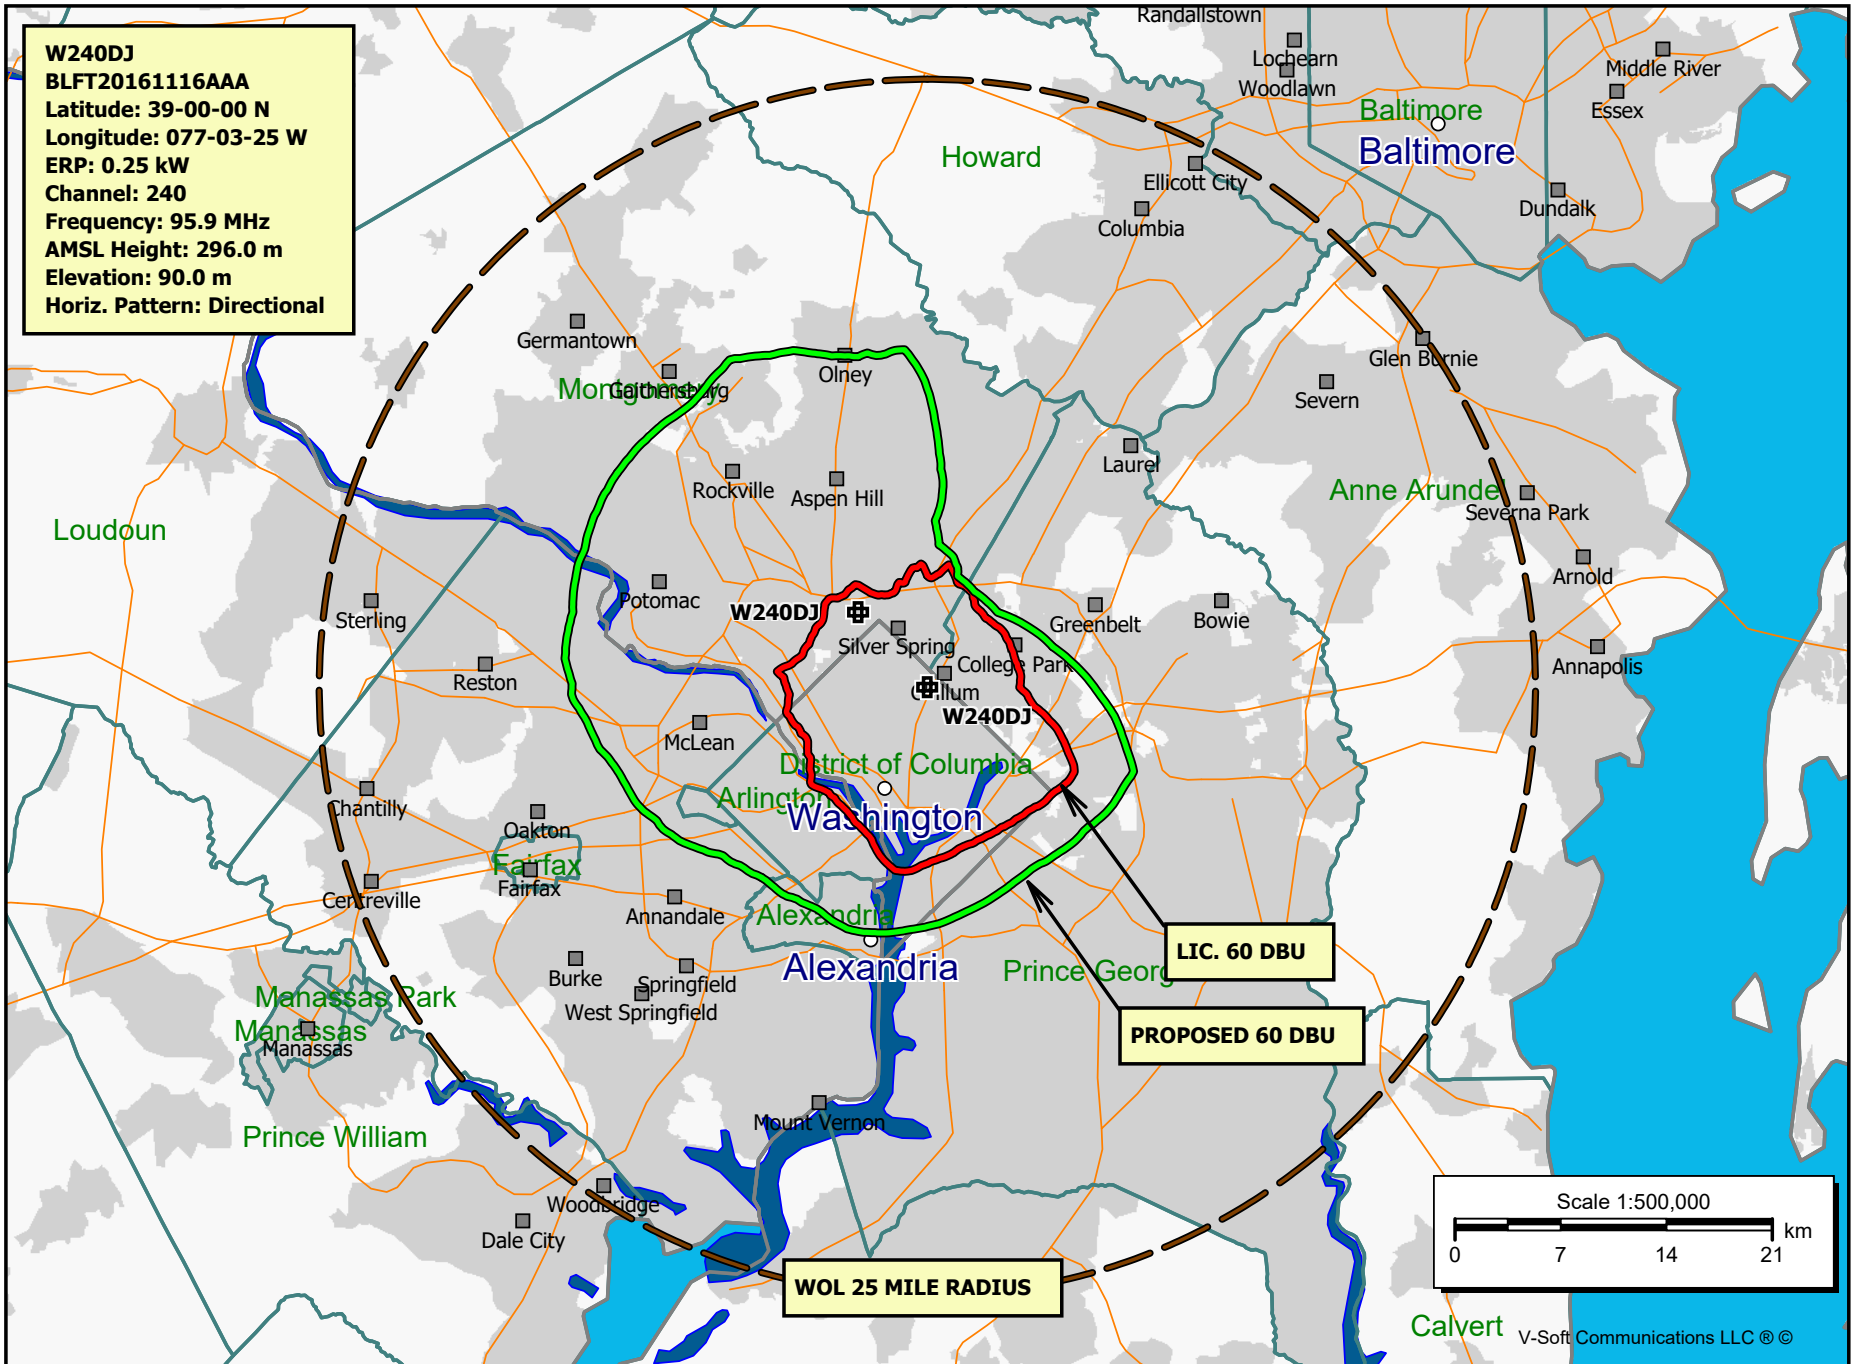 W240DJ
BLFT20161116AAA
Latitude: 39-00-00 N
Longitude: 077-03-25 W
ERP: 0.25 kW
Channel: 240
Frequency: 95.9 MHz
AMSL Height: 296.0 m
Elevation: 90.0 m
Horiz. Pattern: Directional
Randallstown
Lochearn
Woodlawn
Middle River
Essex
Baltimore
Baltimore
Howard
Ellicott City
Columbia
Dundalk
Germantown
Olney
Montgomery
Gaithersburg
Glen Burnie
Severn
Laurel
Rockville
Aspen Hill
Anne Arundel
Severna Park
Loudoun
Arnold
Potomac
W240DJ
Sterling
Silver Spring
Greenbelt
Bowie
College Park
Annapolis
Reston
Chillum
W240DJ
McLean
District of Columbia
Arlington
Washington
Chantilly
Oakton
Fairfax
Fairfax
Centreville
Annandale
Alexandria
LIC. 60 DBU
Alexandria
Prince Georg
Burke
Springfield
West Springfield
Manassas Park
Manassas
Manassas
PROPOSED 60 DBU
Mount Vernon
Prince William
Woodbridge
Dale City
WOL 25 MILE RADIUS
Scale 1:500,000
km
0 7 14 21
Calvert
V-Soft Communications LLC ® ©